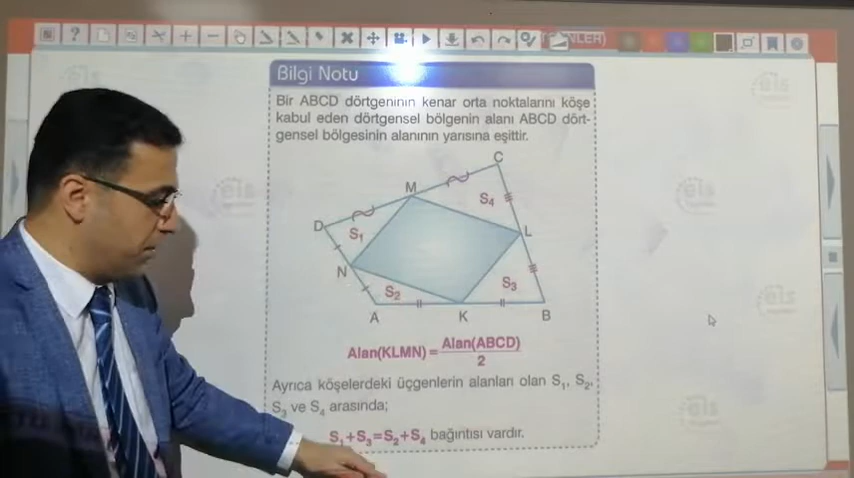 Bilgi Notu
Bir ABCD dörtgeninin kenar orta noktalarını köşe
kabul eden dörtgensel bölgenin alanı ABCD dört-
gensel bölgesinin alanının yarısına eşittir.
C
M
S₄
D
S₁
L
N
S₂
S₃
A
K
B
Alan(KLMN) = Alan(ABCD)
2
Ayrıca köşelerdeki üçgenlerin alanları olan S₁, S₂,
S₃ ve S₄ arasında;
S₁+S₃=S₂+S₄ bağıntısı vardır.